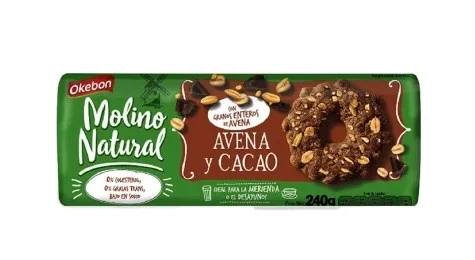 Okebon
Molino
Natural
0% COLESTEROL,
0% GRASAS TRANS,
BAJO EN SODIO
CON
GRANOS ENTEROS
DE AVENA
AVENA
y CACAO
IDEAL PARA LA MERIENDA
O EL DESAYUNO!
240g